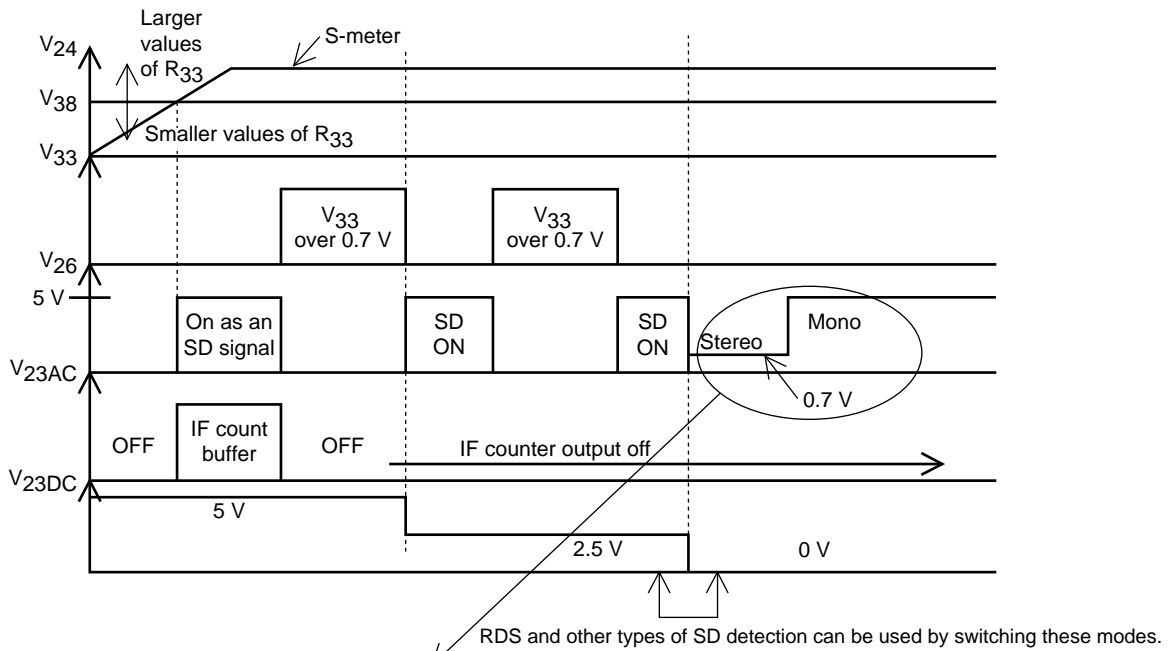 Larger
values
of R33
V24
S-meter
V38
Smaller values of R33
V33
V33
over 0.7 V
V33
over 0.7 V
V26
5 V
On as an
SD signal
SD
ON
SD
ON
Stereo
Mono
V23AC
0.7 V
OFF
IF count
buffer
OFF
IF counter output off
V23DC
5 V
2.5 V
0 V
RDS and other types of SD detection can be used by switching these modes.